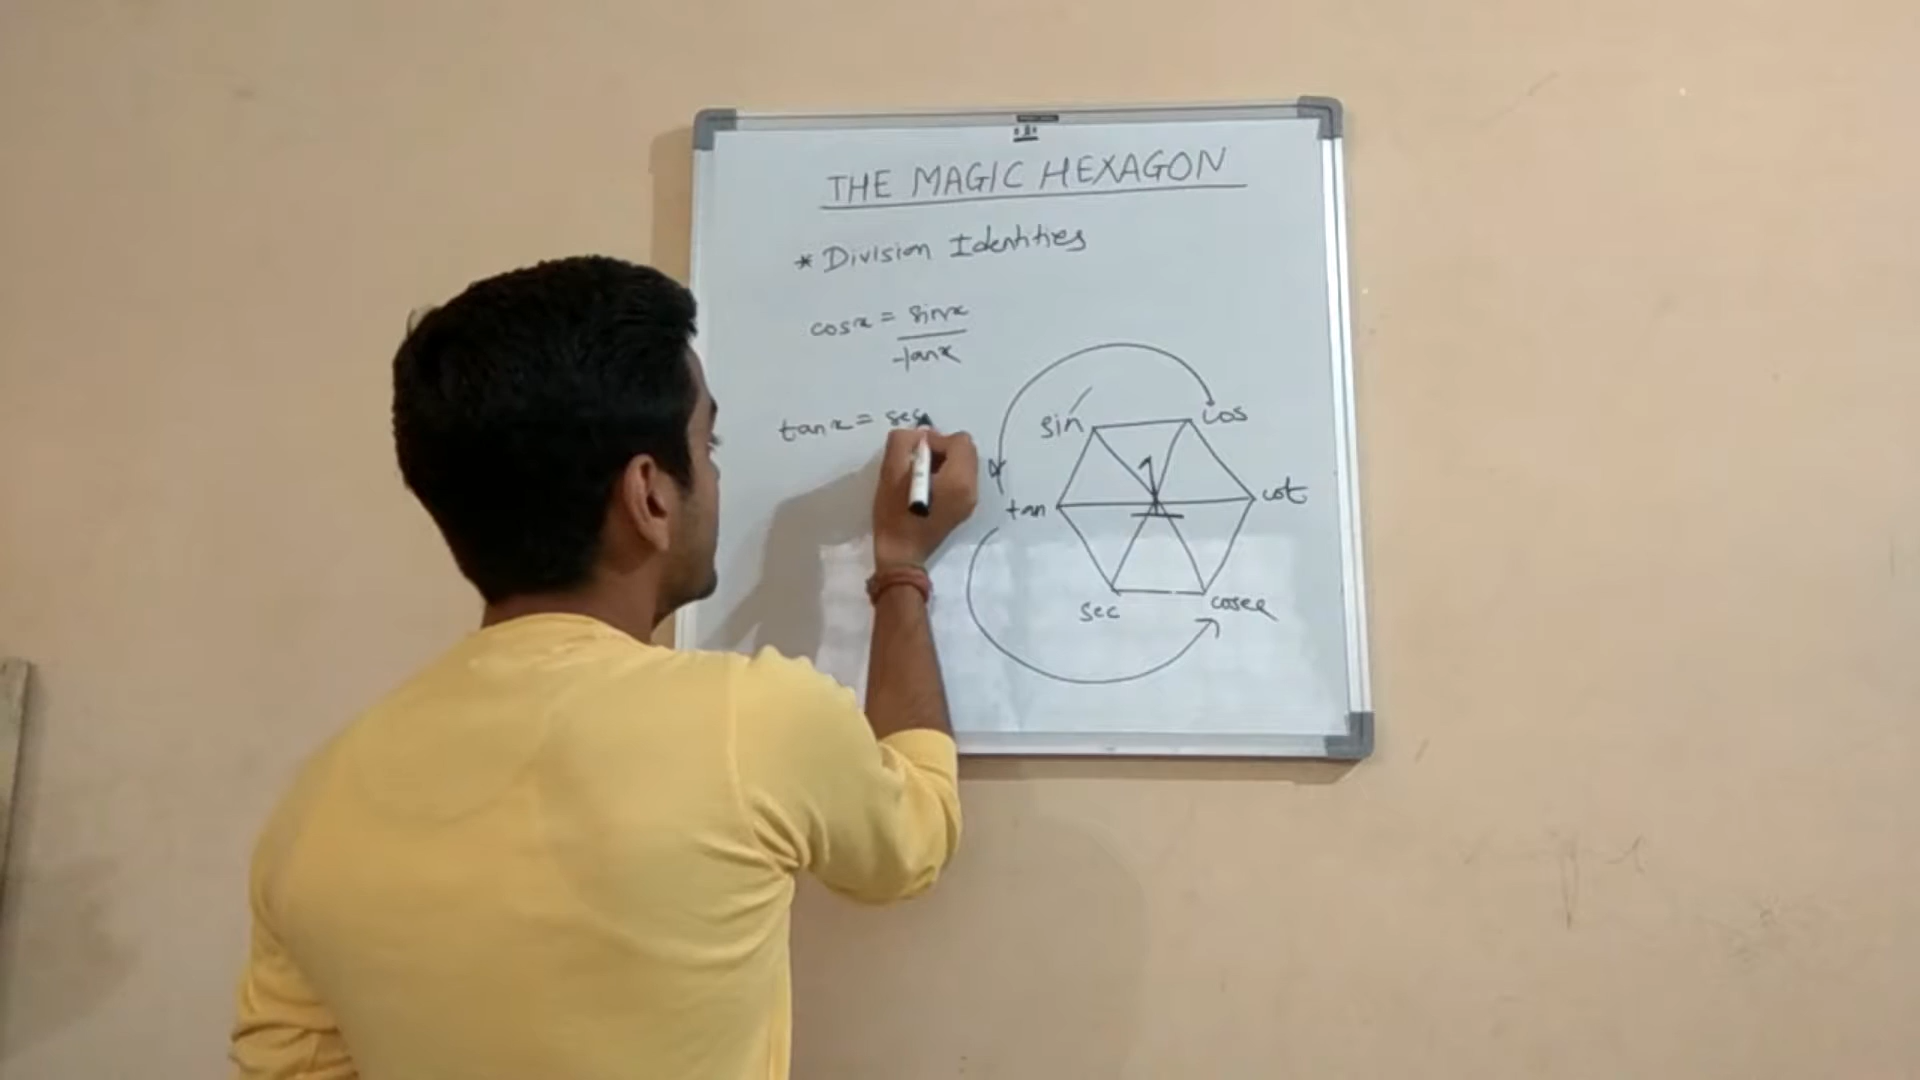 THE MAGIC HEXAGON
* Division Identities
cosx = sinx
tanx
tanx = sec
sin
cos
1
tan
cot
sec
cosec